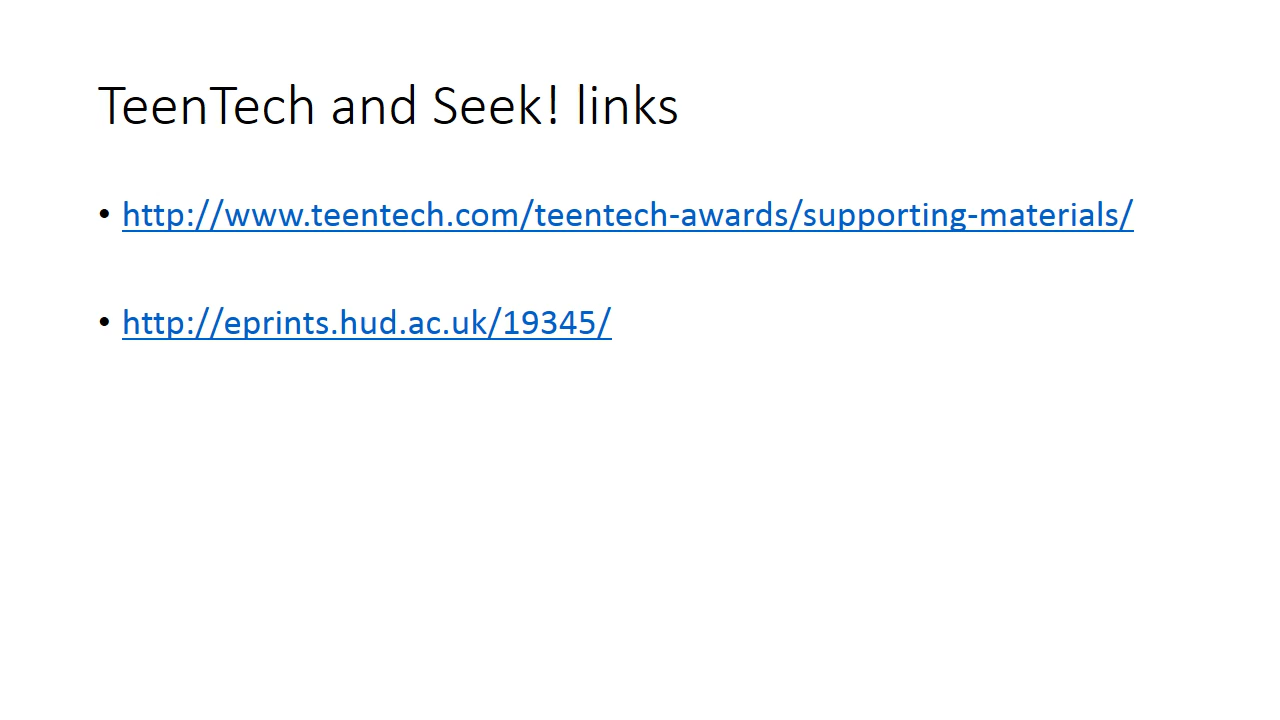 TeenTech and Seek! links
• http://www.teentech.com/teentech-awards/supporting-materials/
• http://eprints.hud.ac.uk/19345/